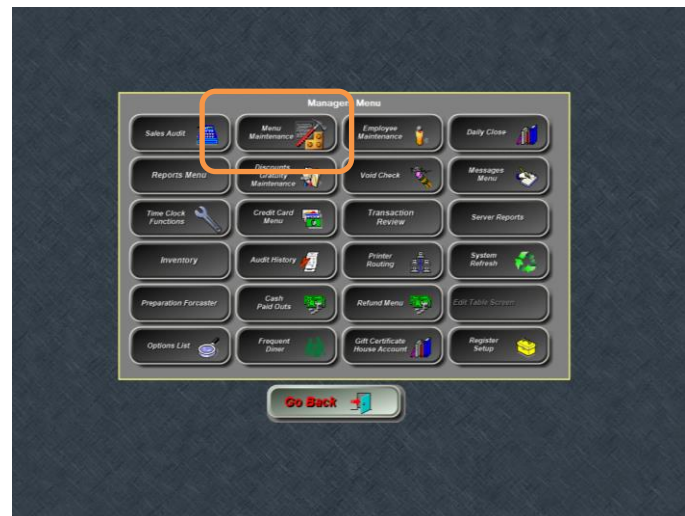 Manager Menu
Sales Audit
Menu
Maintenance
Employee
Maintenance
Daily Close
Reports Menu
Discounts
Gratuity
Maintenance
Void Check
Messages
Menu
Time Clock
Functions
Credit Card
Menu
Transaction
Review
Server Reports
Inventory
Audit History
Printer
Routing
System
Refresh
Preparation Forcaster
Cash
Paid Outs
Refund Menu
Edit Table Screen
Options List
Frequent
Diner
Gift Certificate
House Account
Register
Setup
Go Back